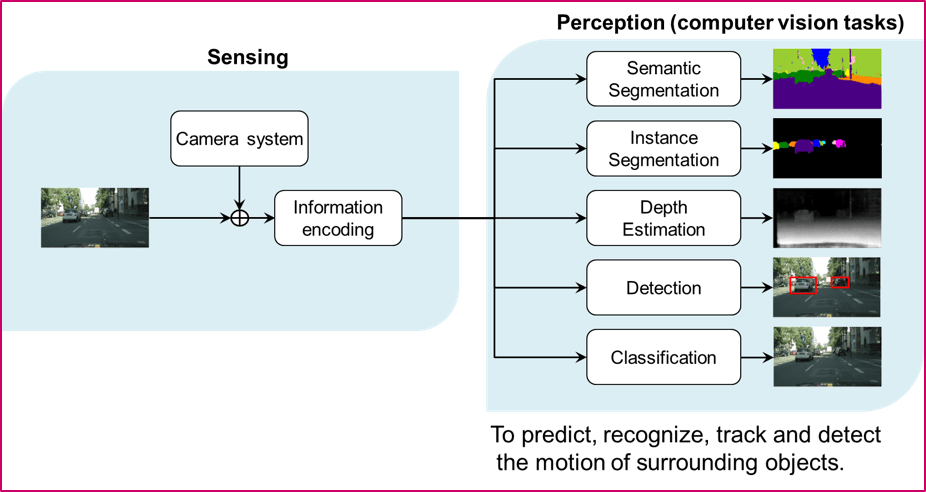 Perception (computer vision tasks)
Sensing
Camera system
Information
encoding
Semantic
Segmentation
Instance
Segmentation
Depth
Estimation
Detection
Classification
To predict, recognize, track and detect
the motion of surrounding objects.